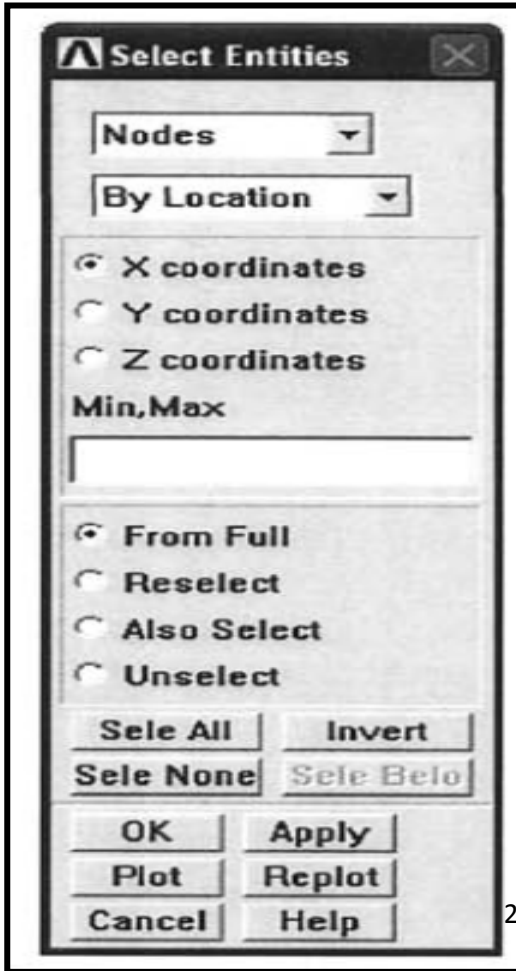 Select Entities
Nodes
By Location
X coordinates
Y coordinates
Z coordinates
Min,Max
From Full
Reselect
Also Select
Unselect
Sele All Invert
Sele None Sele Belo
OK Apply
Plot Replot
Cancel Help
2